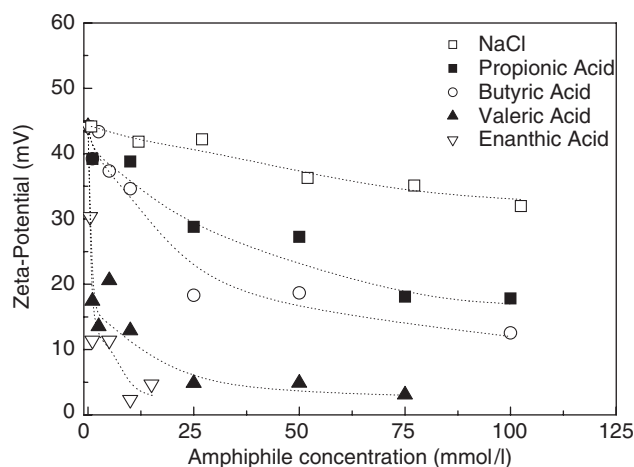 60
50
40
30
20
10
0
Zeta-Potential (mV)
NaCl
Propionic Acid
Butyric Acid
Valeric Acid
Enanthic Acid
0 25 50 75 100 125
Amphiphile concentration (mmol/l)